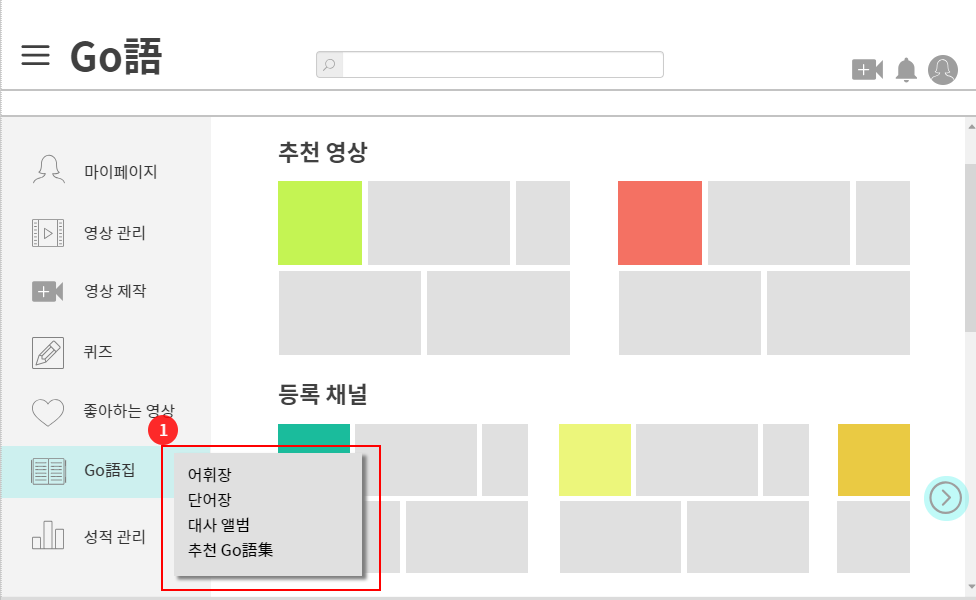 Go語
추천 영상
마이페이지
영상 관리
영상 제작
퀴즈
좋아하는 영상
Go語집
성적 관리
등록 채널
1
어휘장
단어장
대사 앨범
추천 Go語集